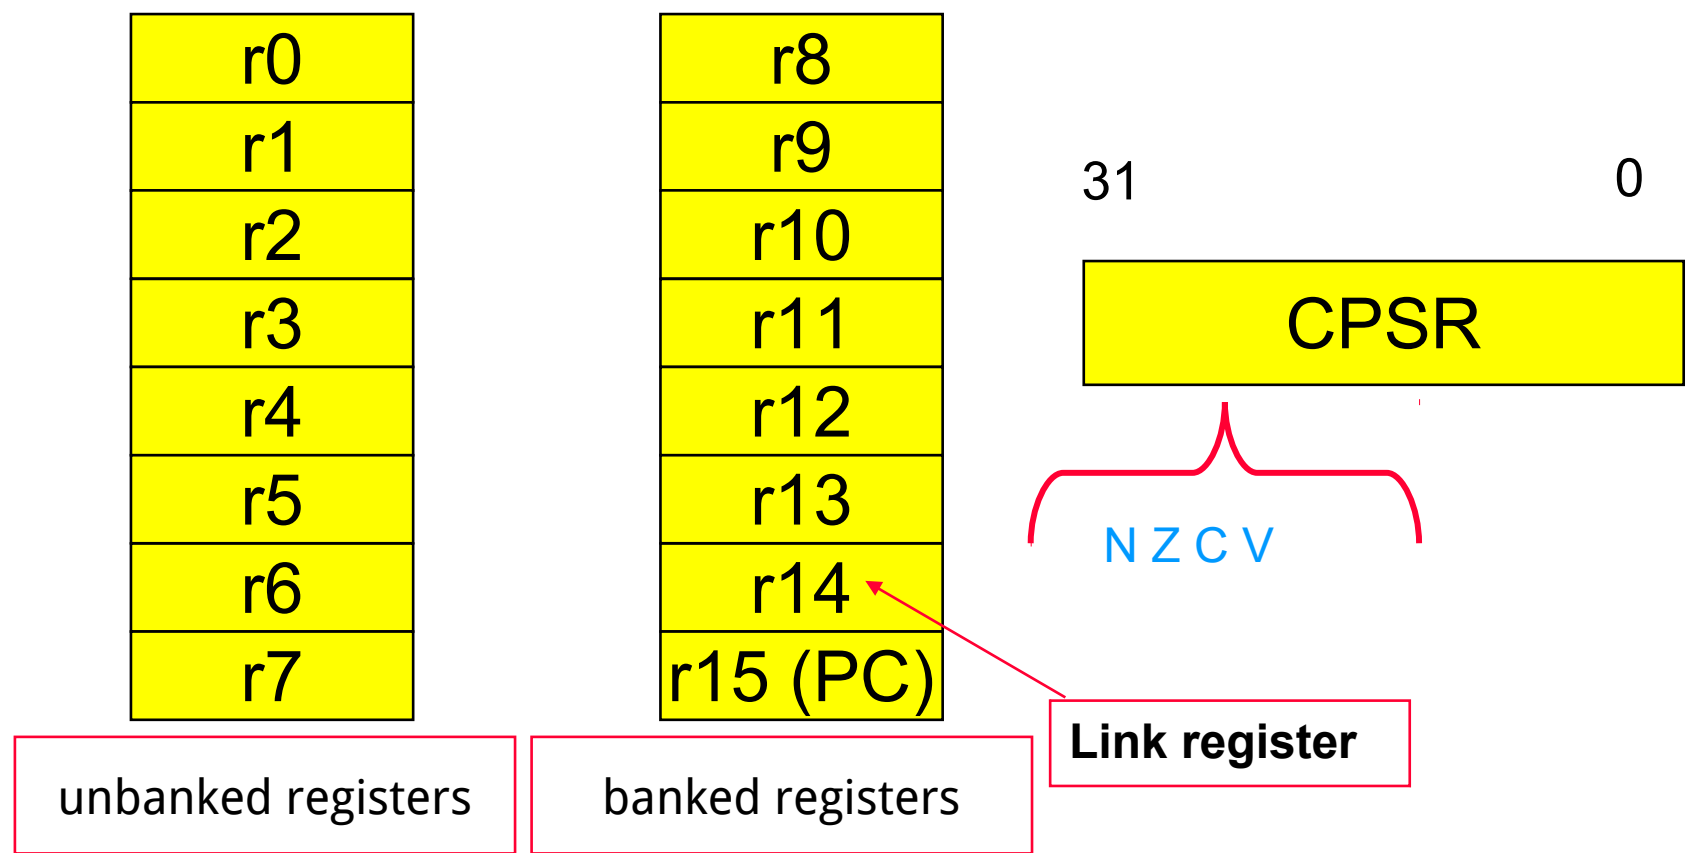 r0
r1
r2
r3
r4
r5
r6
r7
unbanked registers
r8
r9
r10
r11
r12
r13
r14
r15 (PC)
banked registers
31 0
CPSR
N Z C V
Link register